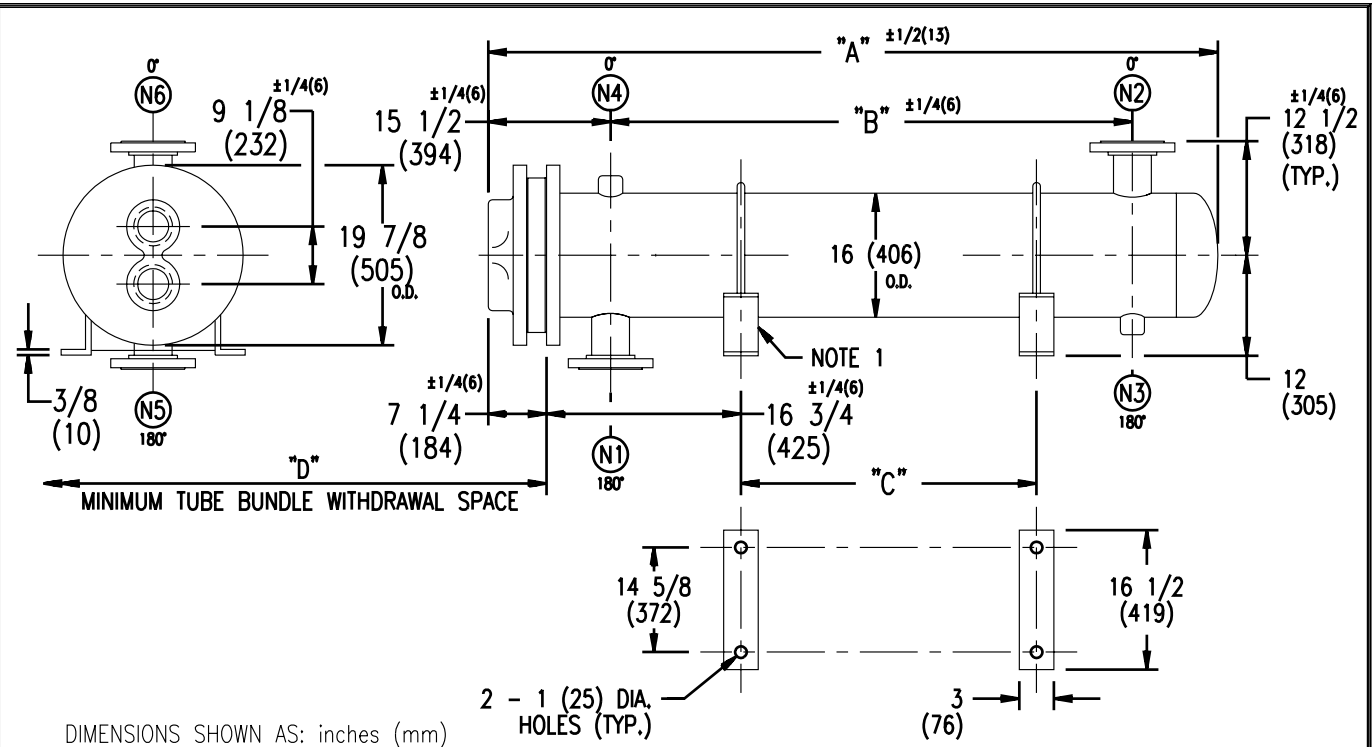 "A" ±1/2(13)
0°
N6
±1/4(6)
9 1/8
(232)
±1/4(6)
15 1/2
(394)
0°
N4
"B" ±1/4(6)
0°
N2
±1/4(6)
12 1/2
(318)
(TYP.)
19 7/8
(505)
O.D.
16 (406)
O.D.
NOTE 1
3/8
(10)
N5
180°
±1/4(6)
7 1/4
(184)
N1
180°
±1/4(6)
16 3/4
(425)
N3
180°
12
(305)
"D"
MINIMUM TUBE BUNDLE WITHDRAWAL SPACE
"C"
14 5/8
(372)
16 1/2
(419)
2 - 1 (25) DIA.
HOLES (TYP.)
3
(76)
DIMENSIONS SHOWN AS: inches (mm)